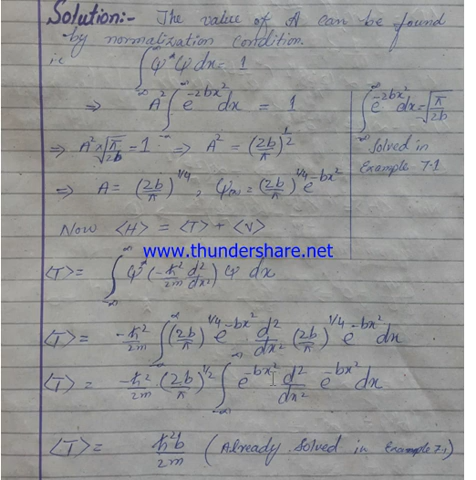 Solution:- The value of A can be found
by normalization condition.
ie ∫_{-∞}^{∞} ψ*ψ dx = 1
⇒ A² ∫_{-∞}^{∞} e^{-2bx²} dx = 1
∫_{-∞}^{∞} e^{-2bx²} dx = √(π/2b)
Solved in
Example 7.1
⇒ A² × √(π/2b) = 1 ⇒ A² = (2b/π)^{1/2}
⇒ A = (2b/π)^{1/4}, ψ = (2b/π)^{1/4} e^{-bx²}
Now <H> = <T> + <V>
www.thundershare.net
<T> = ∫_{-∞}^{∞} ψ* (-ħ²/2m d²/dx²) ψ dx
<T> = -ħ²/2m ∫_{-∞}^{∞} (2b/π)^{1/4} e^{-bx²} d²/dx² (2b/π)^{1/4} e^{-bx²} dx
<T> = -ħ²/2m (2b/π)^{1/2} ∫_{-∞}^{∞} e^{-bx²} d²/dx² e^{-bx²} dx
<T> = ħ²b/2m (Already Solved in Example 7.1)